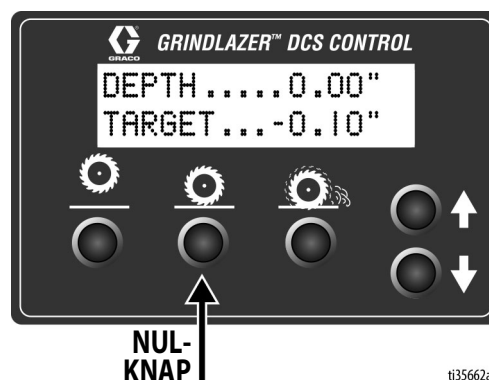 GRACO
GRINDLAZER™ DCS CONTROL
DEPTH.....0.00"
TARGET...-0.10"
NUL-
KNAP
ti35662a